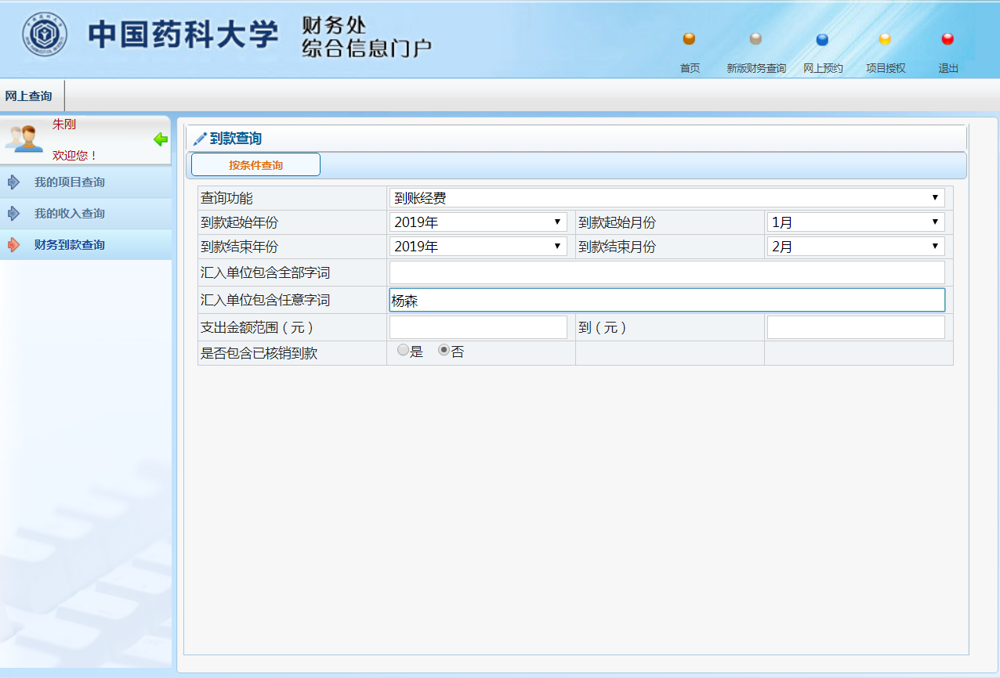 中国药科大学
财务处
综合信息门户
首页 新版财务查询 网上预约 项目授权 退出
网上查询
朱刚
欢迎您！
我的项目查询
我的收入查询
财务到款查询
到款查询
按条件查询
查询功能 到账经费
到款起始年份 2019年 到款起始月份 1月
到款结束年份 2019年 到款结束月份 2月
汇入单位包含全部字词
汇入单位包含任意字词 杨森
支出金额范围（元） 到（元）
是否包含已核销到款 是 否